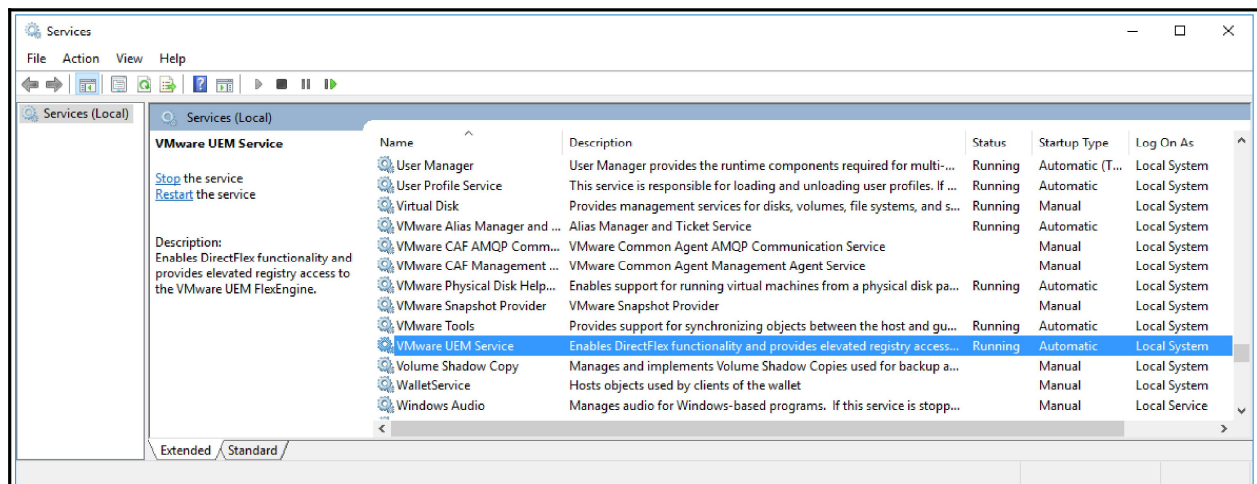 Services
File Action View Help
Services (Local)
Services (Local)
VMware UEM Service
Stop the service
Restart the service
Description:
Enables DirectFlex functionality and
provides elevated registry access to
the VMware UEM FlexEngine.
Name Description Status Startup Type Log On As
User Manager User Manager provides the runtime components required for multi-... Running Automatic (T... Local System
User Profile Service This service is responsible for loading and unloading user profiles. If ... Running Automatic Local System
Virtual Disk Provides management services for disks, volumes, file systems, and s... Running Manual Local System
VMware Alias Manager and ... Alias Manager and Ticket Service Running Automatic Local System
VMware CAF AMQP Comm... VMware Common Agent AMQP Communication Service Manual Local System
VMware CAF Management ... VMware Common Agent Management Agent Service Manual Local System
VMware Physical Disk Help... Enables support for running virtual machines from a physical disk pa... Running Automatic Local System
VMware Snapshot Provider VMware Snapshot Provider Manual Local System
VMware Tools Provides support for synchronizing objects between the host and gu... Running Automatic Local System
VMware UEM Service Enables DirectFlex functionality and provides elevated registry access... Running Automatic Local System
Volume Shadow Copy Manages and implements Volume Shadow Copies used for backup a... Manual Local System
WalletService Hosts objects used by clients of the wallet Manual Local System
Windows Audio Manages audio for Windows-based programs. If this service is stopp... Manual Local Service
Extended Standard